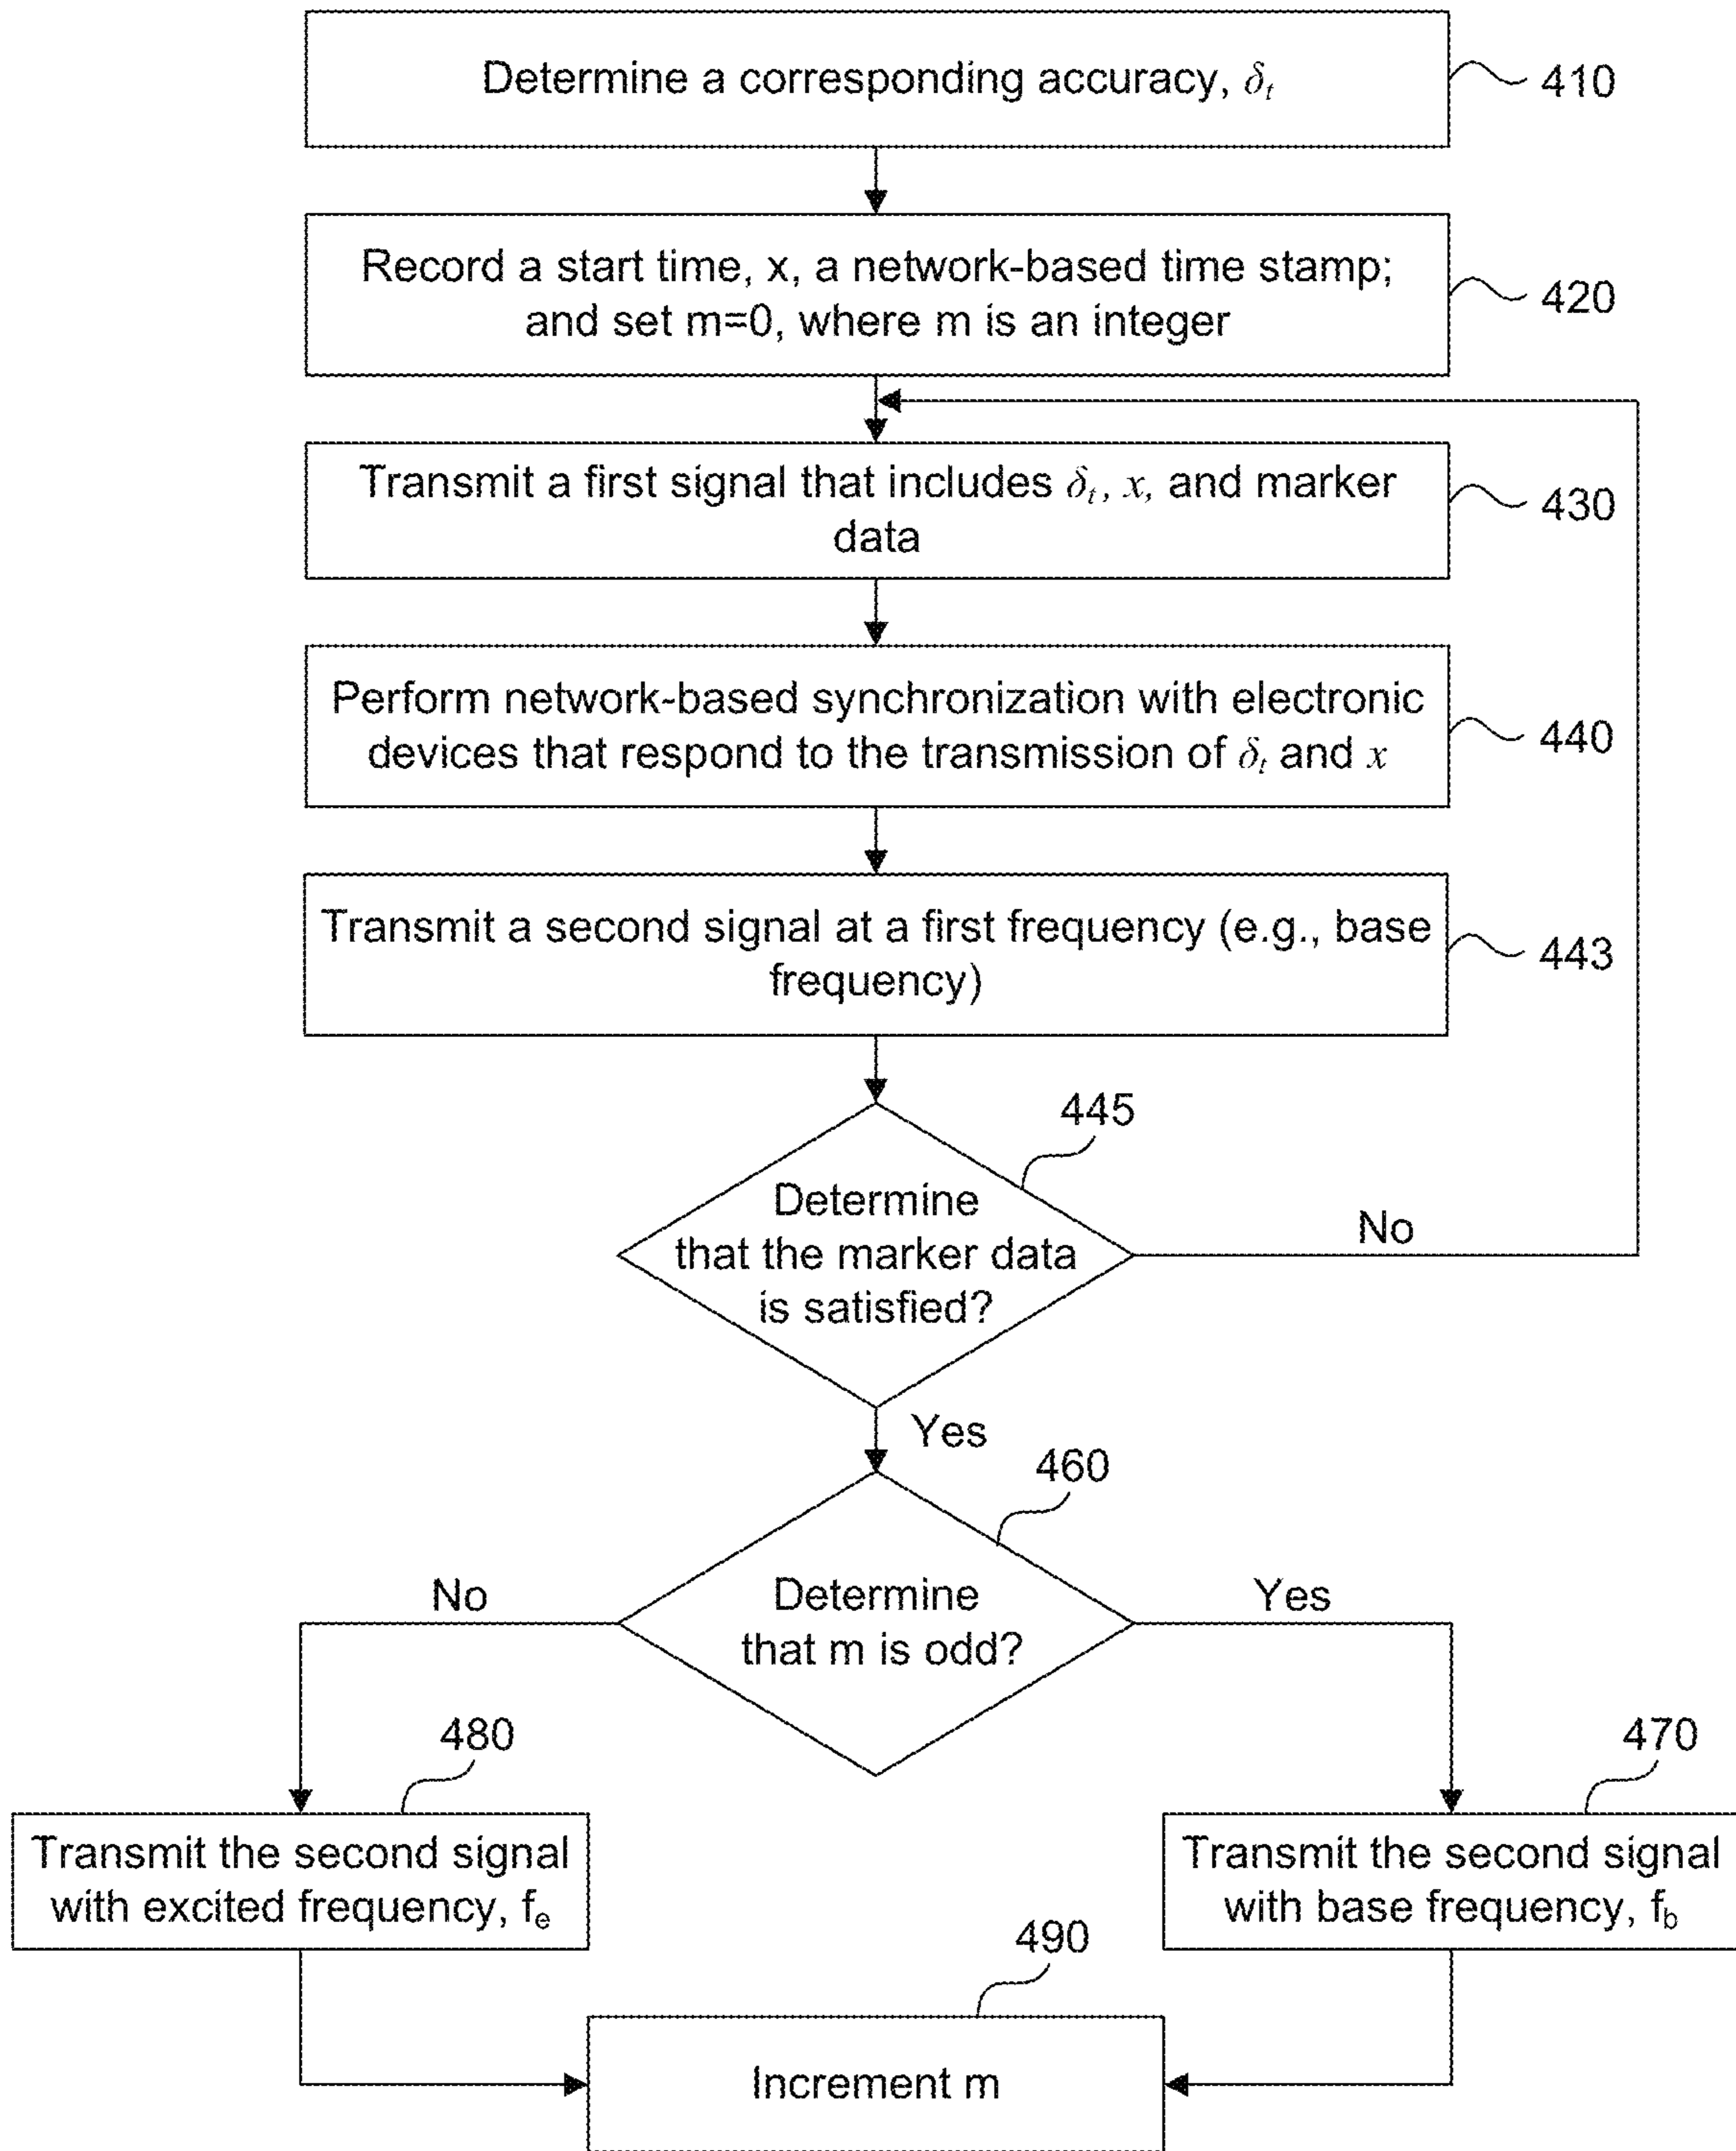 Determine a corresponding accuracy, δt
410
Record a start time, x, a network-based time stamp;
and set m=0, where m is an integer
420
Transmit a first signal that includes δt, x, and marker
data
430
Perform network-based synchronization with electronic
devices that respond to the transmission of δt and x
440
Transmit a second signal at a first frequency (e.g., base
frequency)
443
445
Determine
that the marker data
is satisfied?
No
Yes
460
Determine
that m is odd?
No
Yes
480
Transmit the second signal
with excited frequency, fe
470
Transmit the second signal
with base frequency, fb
490
Increment m